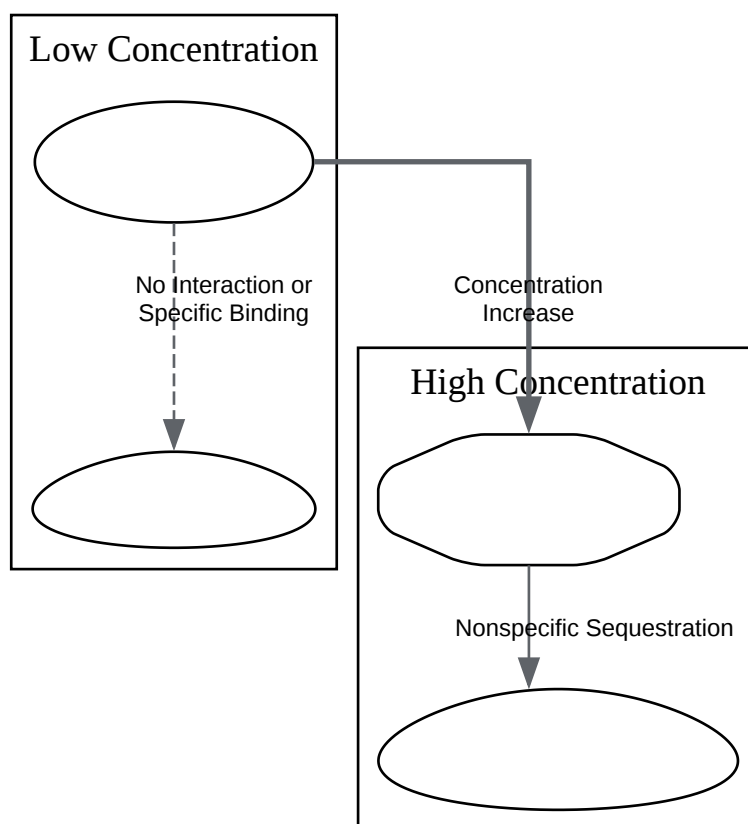 Low Concentration
No Interaction or
Specific Binding
Concentration
Increase
High Concentration
Nonspecific Sequestration